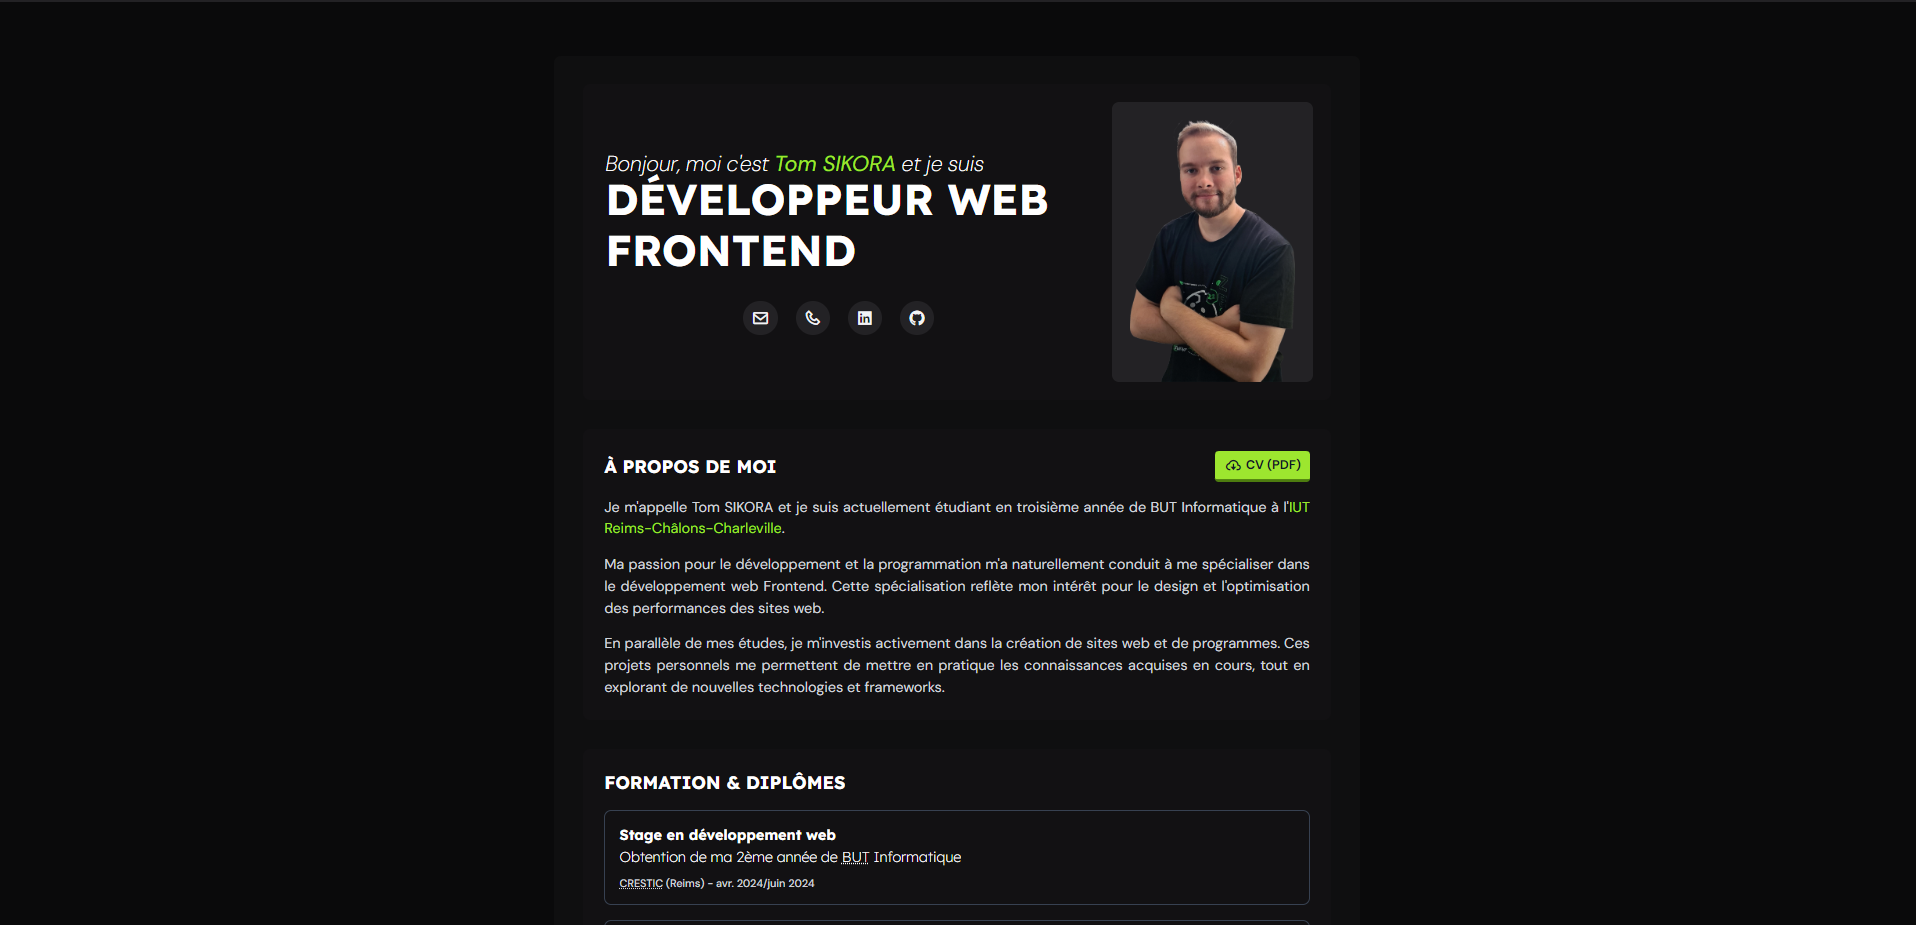 Bonjour, moi c'est Tom SIKORA et je suis
DÉVELOPPEUR WEB
FRONTEND
À PROPOS DE MOI
CV (PDF)
Je m'appelle Tom SIKORA et je suis actuellement étudiant en troisième année de BUT Informatique à l'IUT
Reims-Châlons-Charleville.
Ma passion pour le développement et la programmation m'a naturellement conduit à me spécialiser dans
le développement web Frontend. Cette spécialisation reflète mon intérêt pour le design et l'optimisation
des performances des sites web.
En parallèle de mes études, je m'investis activement dans la création de sites web et de programmes. Ces
projets personnels me permettent de mettre en pratique les connaissances acquises en cours, tout en
explorant de nouvelles technologies et frameworks.
FORMATION & DIPLÔMES
Stage en développement web
Obtention de ma 2ème année de BUT Informatique
CRESTIC (Reims) - avr. 2024/juin 2024